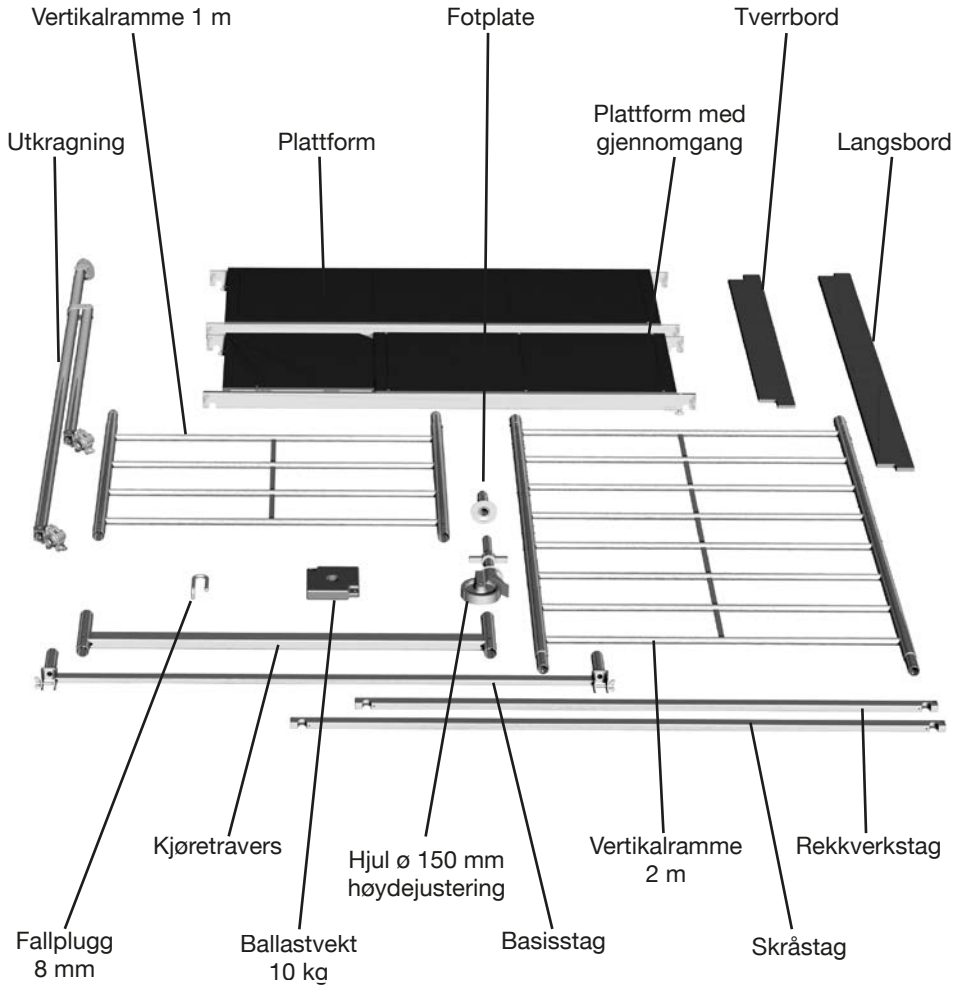 Vertikalramme 1 m
Fotplate
Tverrbord
Utkragning
Plattform
Plattform med
gjennomgang
Langsbord
Kjøretravers
Hjul ø 150 mm
høydejustering
Vertikalramme
2 m
Rekkverkstag
Fallplugg
8 mm
Ballastvekt
10 kg
Basisstag
Skråstag